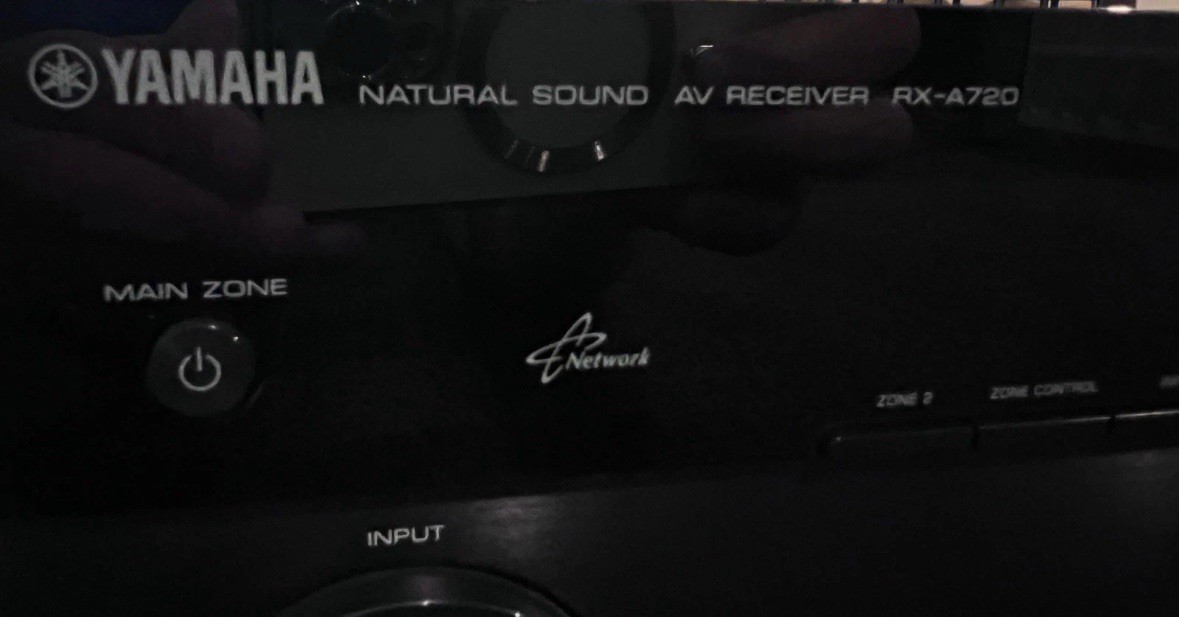 YAMAHA NATURAL SOUND AV RECEIVER RX-A720
MAIN ZONE
Network
ZONE 2 ZONE CONTROL
INPUT